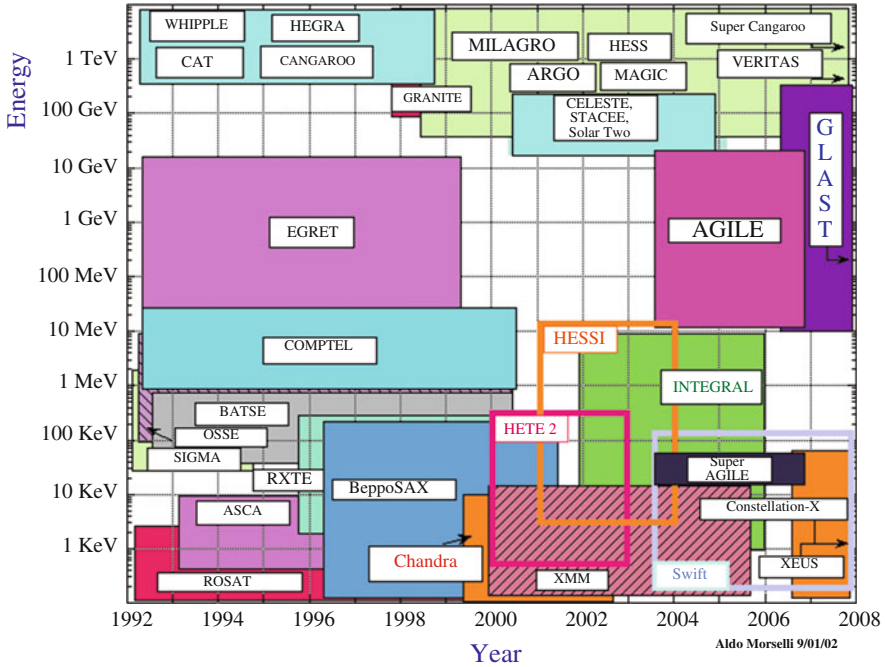 Energy
1 TeV
100 GeV
10 GeV
1 GeV
100 MeV
10 MeV
1 MeV
100 KeV
10 KeV
1 KeV
WHIPPLE
HEGRA
CAT
CANGAROO
MILAGRO
HESS
Super Cangaroo
ARGO
MAGIC
VERITAS
GRANITE
CELESTE,
STACEE,
Solar Two
GLAST
EGRET
AGILE
COMPTEL
HESSI
INTEGRAL
BATSE
OSSE
SIGMA
HETE 2
RXTE
BeppoSAX
Super
AGILE
ASCA
Constellation-X
Chandra
ROSAT
XMM
Swift
XEUS
1992
1994
1996
1998
2000
2002
2004
2006
2008
Year
Aldo Morselli 9/01/02